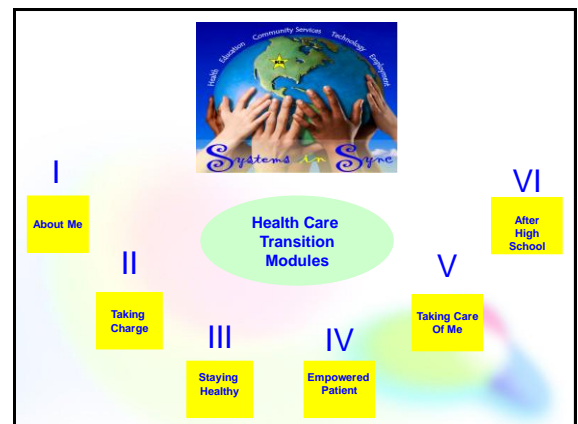 Health Education Community Services Technology Employment
Systems in Sync
I
About Me
II
Taking
Charge
III
Staying
Healthy
Health Care
Transition
Modules
IV
Empowered
Patient
V
Taking Care
Of Me
VI
After
High
School